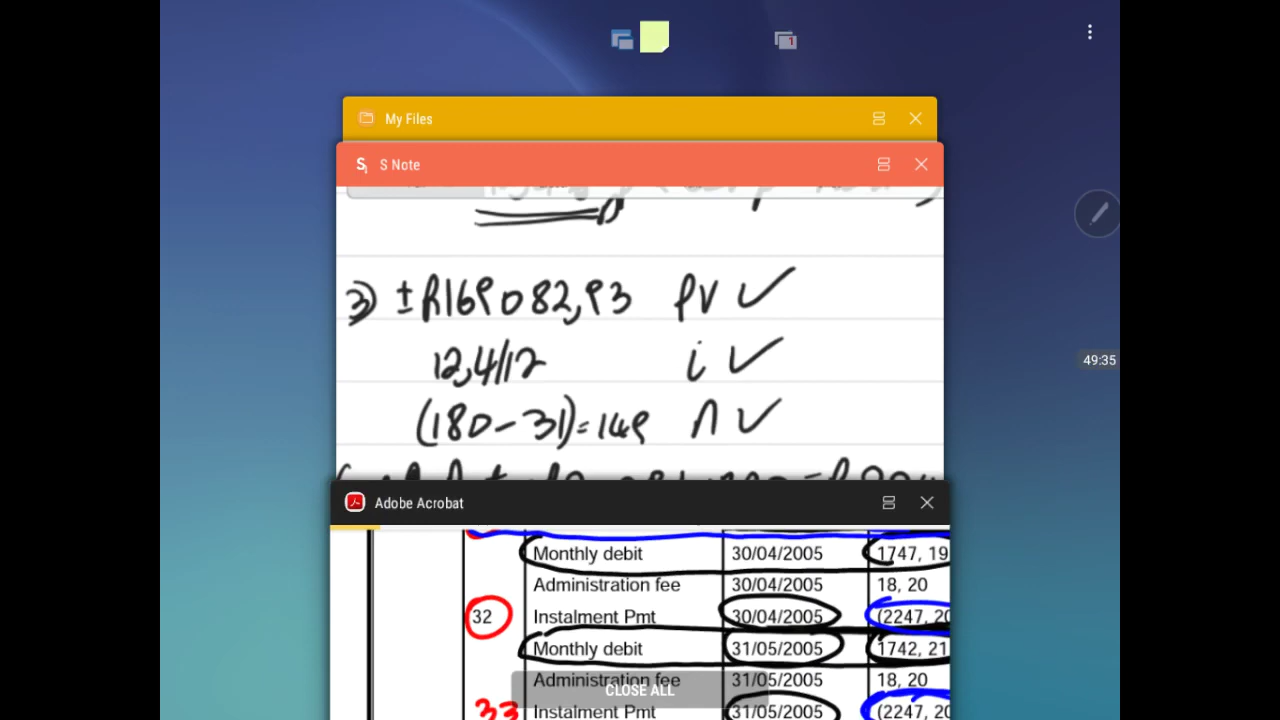 1
My Files
S Note
3) ±R169082,93 PV ✓
12,4/12 i ✓
(180-31)=149 n ✓
49:35
Adobe Acrobat
Monthly debit 30/04/2005 1747, 19
Administration fee 30/04/2005 18, 20
32 Instalment Pmt 30/04/2005 (2247, 20
Monthly debit 31/05/2005 1742, 21
Administration fee 31/05/2005 18, 20
CLOSE ALL
33 Instalment Pmt 31/05/2005 (2247, 20